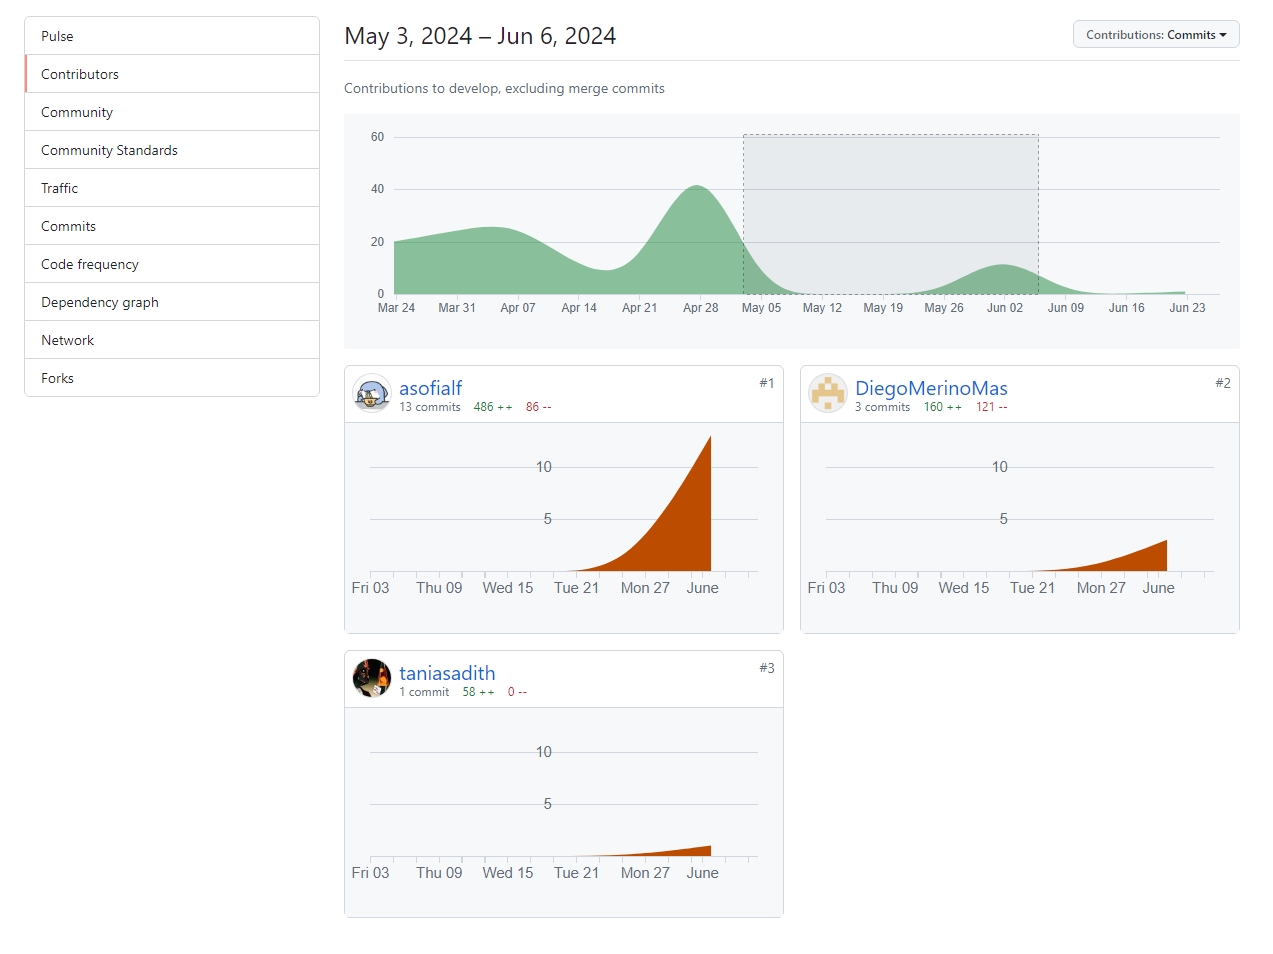 Pulse
Contributors
Community
Community Standards
Traffic
Commits
Code frequency
Dependency graph
Network
Forks
May 3, 2024 – Jun 6, 2024
Contributions: Commits
Contributions to develop, excluding merge commits
60
40
20
0
Mar 24 Mar 31 Apr 07 Apr 14 Apr 21 Apr 28 May 05 May 12 May 19 May 26 Jun 02 Jun 09 Jun 16 Jun 23
asofialf #1
13 commits 486 ++ 86 --
10
5
Fri 03 Thu 09 Wed 15 Tue 21 Mon 27 June
DiegoMerinoMas #2
3 commits 160 ++ 121 --
10
5
Fri 03 Thu 09 Wed 15 Tue 21 Mon 27 June
taniasadith #3
1 commit 58 ++ 0 --
10
5
Fri 03 Thu 09 Wed 15 Tue 21 Mon 27 June